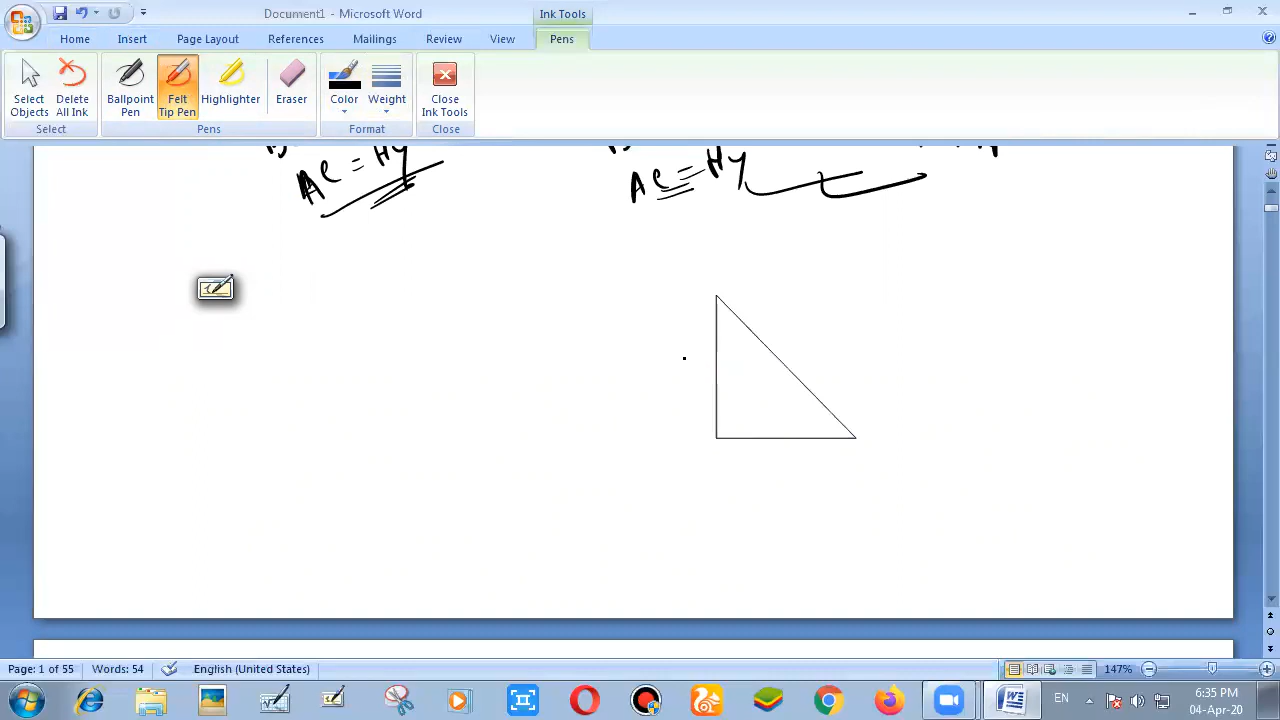 Document1 - Microsoft Word
Ink Tools
Home Insert Page Layout References Mailings Review View Pens
Select Objects
Delete All Ink
Ballpoint Pen
Felt Tip Pen
Highlighter
Eraser
Color
Weight
Close Ink Tools
Select Pens Format Close
AC = Hy
AC = Hy
Page: 1 of 55 Words: 54 English (United States) 147%
EN 6:35 PM
04-Apr-20